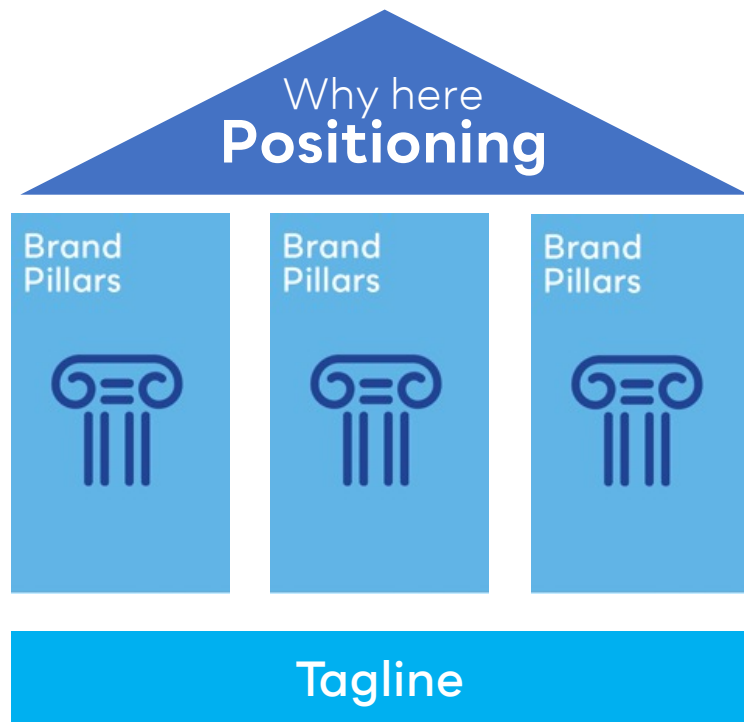 Why here
Positioning
Brand
Pillars
Brand
Pillars
Brand
Pillars
Tagline